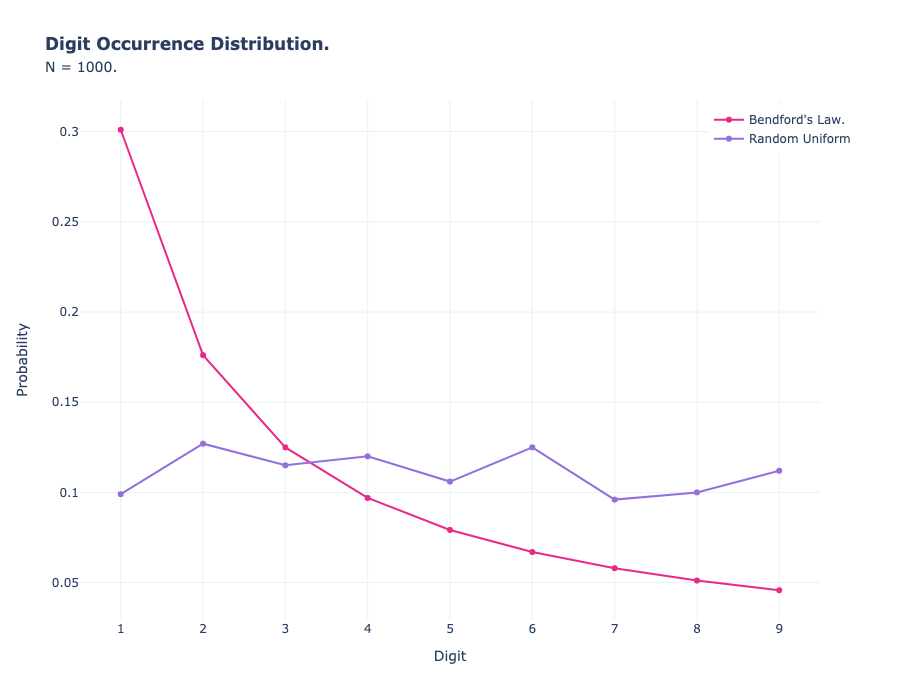 Digit Occurrence Distribution.
N = 1000.
Bendford's Law.
Random Uniform
0.3
0.25
0.2
0.15
0.1
0.05
Probability
1 2 3 4 5 6 7 8 9
Digit